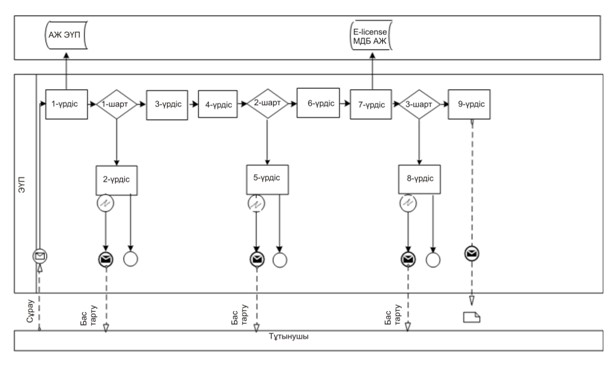 АЖ ЭҮП
E-license
МДБ АЖ
1-үрдіс
1-шарт
3-үрдіс
4-үрдіс
2-шарт
6-үрдіс
7-үрдіс
3-шарт
9-үрдіс
2-үрдіс
5-үрдіс
8-үрдіс
ЭҮП
Сұрау
Бас
тарту
Бас
тарту
Бас
тарту
Тұтынушы